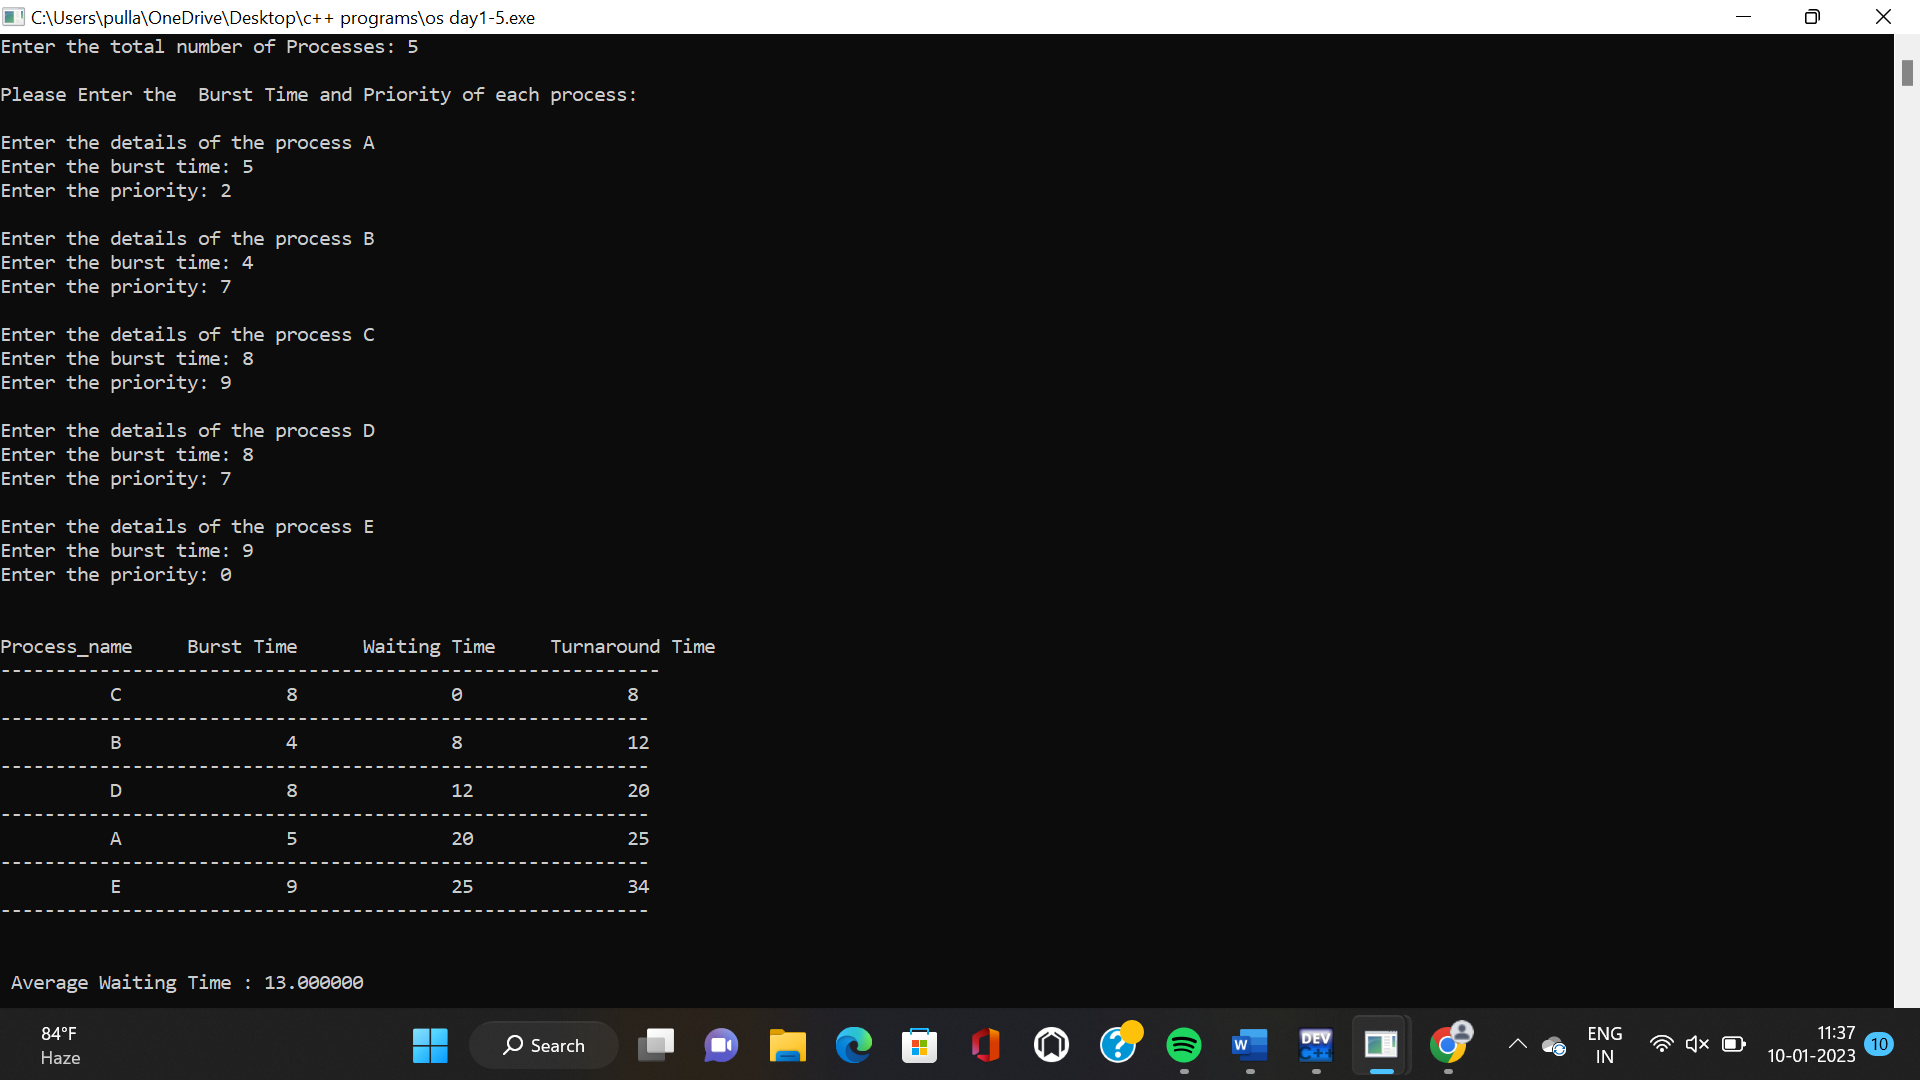 C:\Users\pulla\OneDrive\Desktop\c++ programs\os day1-5.exe
Enter the total number of Processes: 5
Please Enter the  Burst Time and Priority of each process:
Enter the details of the process A
Enter the burst time: 5
Enter the priority: 2
Enter the details of the process B
Enter the burst time: 4
Enter the priority: 7
Enter the details of the process C
Enter the burst time: 8
Enter the priority: 9
Enter the details of the process D
Enter the burst time: 8
Enter the priority: 7
Enter the details of the process E
Enter the burst time: 9
Enter the priority: 0
Process_name     Burst Time      Waiting Time     Turnaround Time
------------------------------------------------------------
C 8 0 8
-----------------------------------------------------------
B 4 8 12
-----------------------------------------------------------
D 8 12 20
-----------------------------------------------------------
A 5 20 25
-----------------------------------------------------------
E 9 25 34
-----------------------------------------------------------
Average Waiting Time : 13.000000
84°F
Haze
Search
W
DEV
C++
ENG
IN
11:37
10-01-2023
10